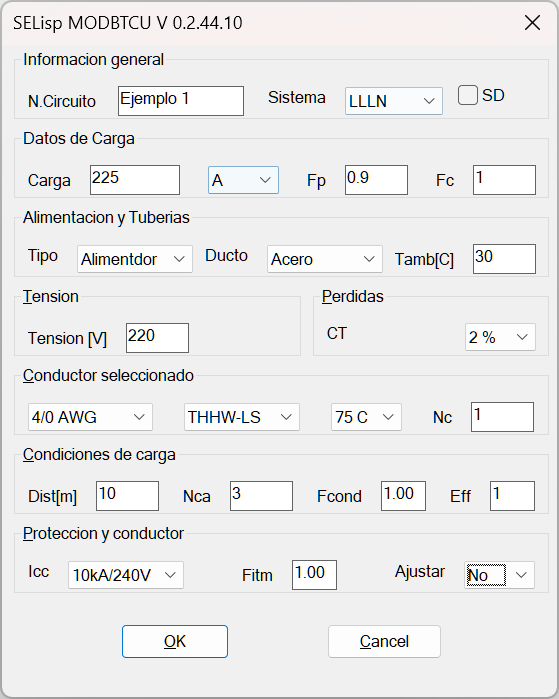 SELisp MODBTCU V 0.2.44.10
Informacion general
N.Circuito Ejemplo 1 Sistema LLLN SD
Datos de Carga
Carga 225 A Fp 0.9 Fc 1
Alimentacion y Tuberias
Tipo Alimentdor Ducto Acero Tamb[C] 30
Tension Perdidas
Tension [V] 220 CT 2 %
Conductor seleccionado
4/0 AWG THHW-LS 75 C Nc 1
Condiciones de carga
Dist[m] 10 Nca 3 Fcond 1.00 Eff 1
Proteccion y conductor
Icc 10kA/240V Fitm 1.00 Ajustar No
OK Cancel